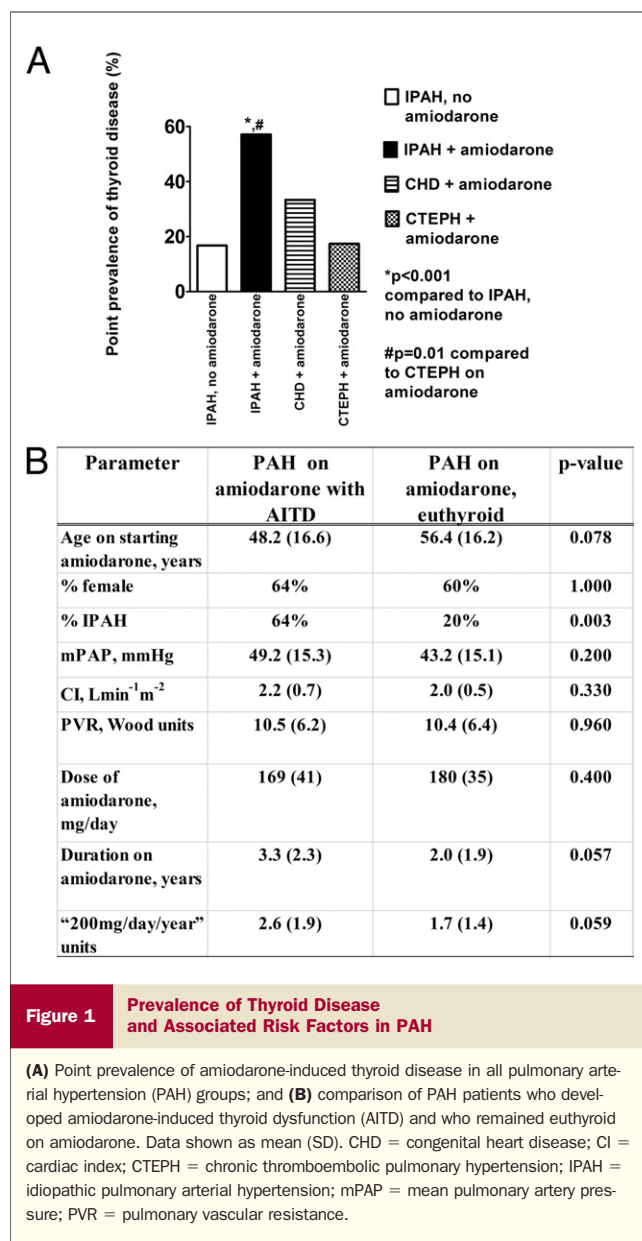 A
Point prevalence of thyroid disease (%)
60
40
20
0
*,#
IPAH, no amiodarone
IPAH + amiodarone
CHD + amiodarone
CTEPH + amiodarone
IPAH, no
amiodarone
IPAH + amiodarone
CHD + amiodarone
CTEPH +
amiodarone
*p<0.001
compared to IPAH,
no amiodarone
#p=0.01 compared
to CTEPH on
amiodarone
B
Parameter
PAH on
amiodarone with
AITD
PAH on
amiodarone,
euthyroid
p-value
Age on starting
amiodarone, years
48.2 (16.6)
56.4 (16.2)
0.078
% female
64%
60%
1.000
% IPAH
64%
20%
0.003
mPAP, mmHg
49.2 (15.3)
43.2 (15.1)
0.200
CI, Lmin⁻¹m⁻²
2.2 (0.7)
2.0 (0.5)
0.330
PVR, Wood units
10.5 (6.2)
10.4 (6.4)
0.960
Dose of
amiodarone,
mg/day
169 (41)
180 (35)
0.400
Duration on
amiodarone, years
3.3 (2.3)
2.0 (1.9)
0.057
“200mg/day/year”
units
2.6 (1.9)
1.7 (1.4)
0.059
Figure 1
Prevalence of Thyroid Disease
and Associated Risk Factors in PAH
(A) Point prevalence of amiodarone-induced thyroid disease in all pulmonary arte-
rial hypertension (PAH) groups; and (B) comparison of PAH patients who devel-
oped amiodarone-induced thyroid dysfunction (AITD) and who remained euthyroid
on amiodarone. Data shown as mean (SD). CHD = congenital heart disease; CI =
cardiac index; CTEPH = chronic thromboembolic pulmonary hypertension; IPAH =
idiopathic pulmonary arterial hypertension; mPAP = mean pulmonary artery pres-
sure; PVR = pulmonary vascular resistance.